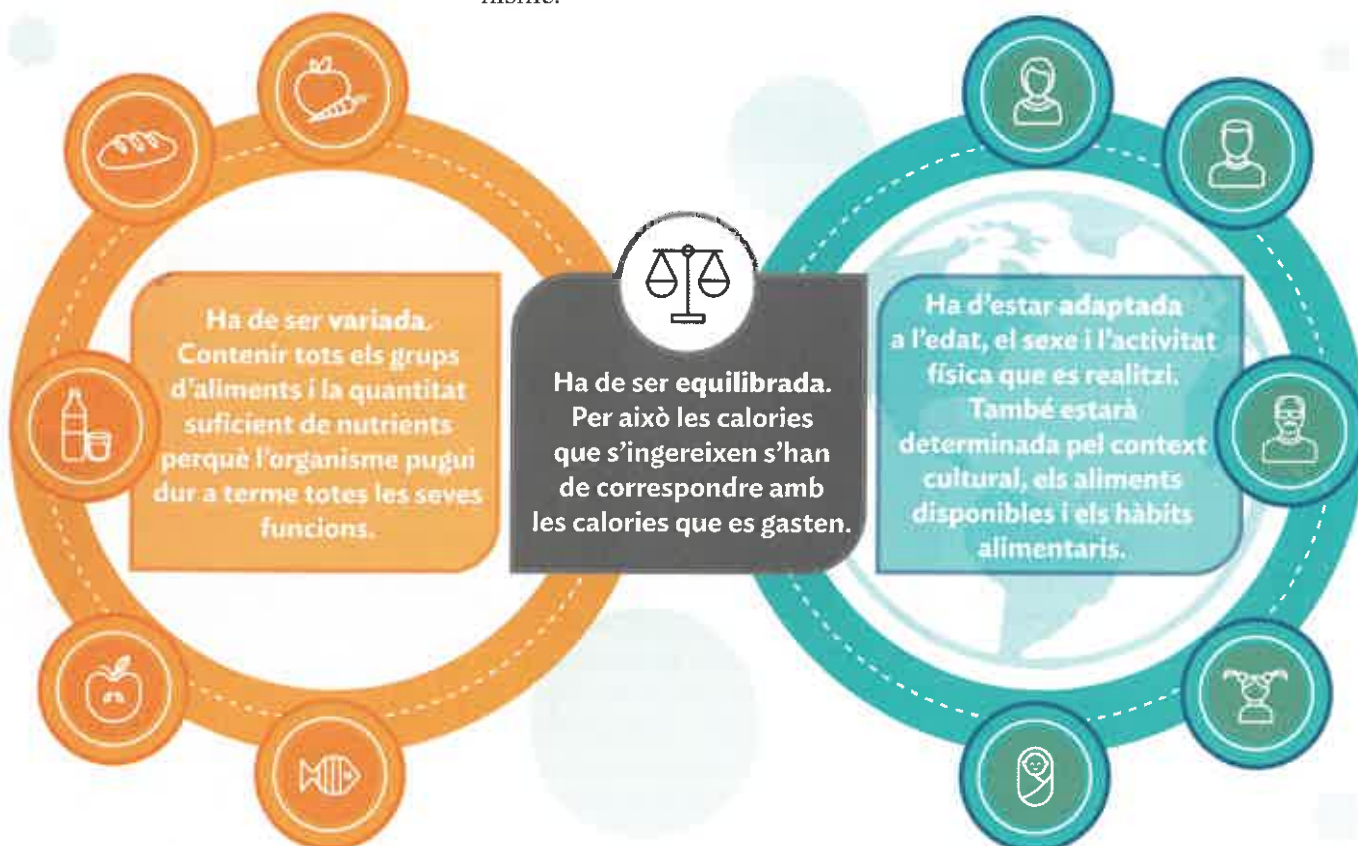 Ha de ser variada.
Contenir tots els grups
d'aliments i la quantitat
suficient de nutrients
perquè l'organisme pugui
dur a terme totes les seves
funcions.
Ha de ser equilibrada.
Per això les calories
que s'ingereixen s'han
de correspondre amb
les calories que es gasten.
Ha d'estar adaptada
a l'edat, el sexe i l'activitat
física que es realitzi.
També estarà
determinada pel context
cultural, els aliments
disponibles i els hàbits
alimentaris.